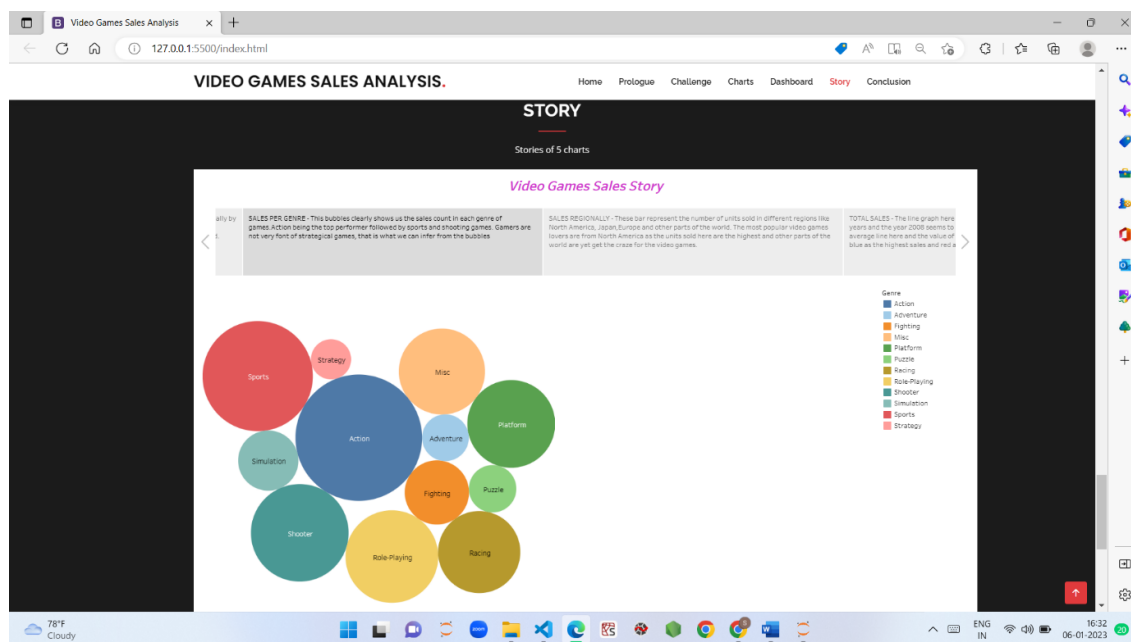 Video Games Sales Analysis
127.0.0.1:5500/index.html
VIDEO GAMES SALES ANALYSIS.
Home Prologue Challenge Charts Dashboard Story Conclusion
STORY
Stories of 5 charts
Video Games Sales Story
ally by
t.
SALES PER GENRE - This bubbles clearly shows us the sales count in each genre of
games.Action being the top performer followed by sports and shooting games. Gamers are
not very font of strategical games, that is what we can infer from the bubbles
SALES REGIONALLY - These bar represent the number of units sold in different regions like
North America, Japan,Europe and other parts of the world. The most popular video games
lovers are from North America as the units sold here are the highest and other parts of the
world are yet get the craze for the video games.
TOTAL SALES - The line graph here
years and the year 2008 seems to
average line here and the value of
blue as the highest sales and red a
Genre
Action
Adventure
Fighting
Misc
Platform
Puzzle
Racing
Role-Playing
Shooter
Simulation
Sports
Strategy
Strategy
Sports
Misc
Platform
Action
Adventure
Simulation
Fighting
Puzzle
Shooter
Role-Playing
Racing
78°F
Cloudy
ENG
IN
16:32
06-01-2023
20